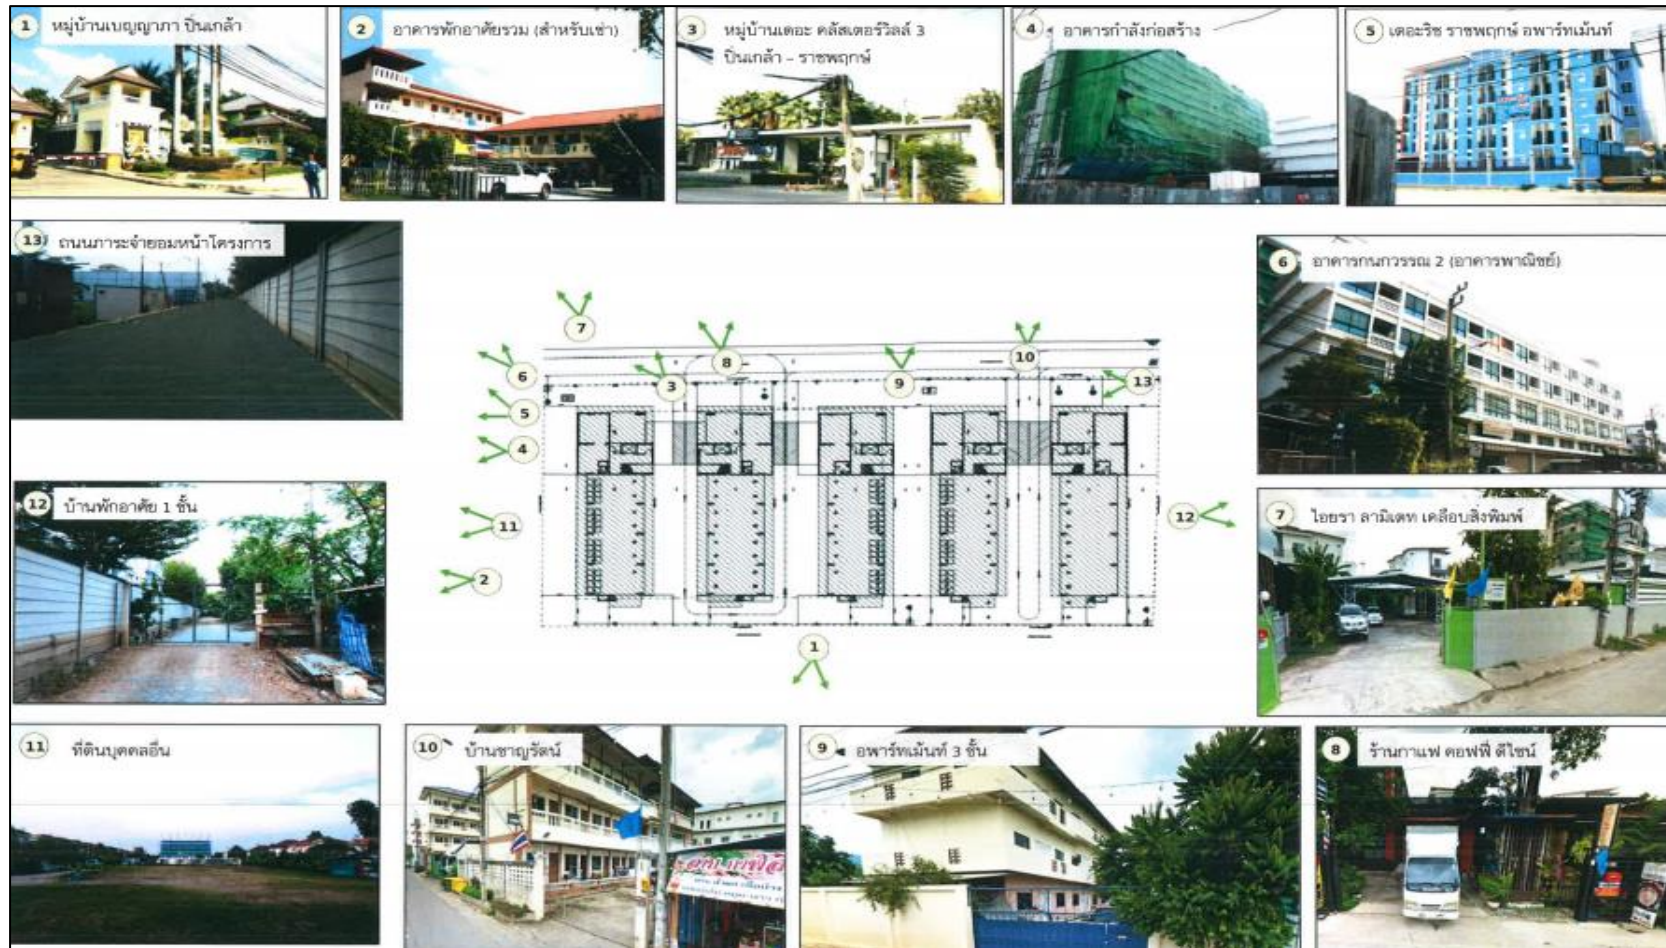 1 หมู่บ้านเบญญาภา ปิ่นเกล้า
2 อาคารพักอาศัยรวม (สำหรับเช่า)
3 หมู่บ้านเดอะ คลัสเตอร์วิลล์ 3
ปิ่นเกล้า – ราชพฤกษ์
4 อาคารกำลังก่อสร้าง
5 เดอะริช ราชพฤกษ์ อพาร์ทเม้นท์
13 ถนนภาระจำยอมหน้าโครงการ
6 อาคารกนกวรรณ 2 (อาคารพาณิชย์)
7
8
10
6
3
9
13
5
4
12 บ้านพักอาศัย 1 ชั้น
11
12
7 ไอยรา ลามิเตท เคลือบสิ่งพิมพ์
2
1
11 ที่ดินบุคคลอื่น
10 บ้านชาญรัตน์
9 อพาร์ทเม้นท์ 3 ชั้น
8 ร้านกาแฟ คอฟฟี่ ดีไซน์